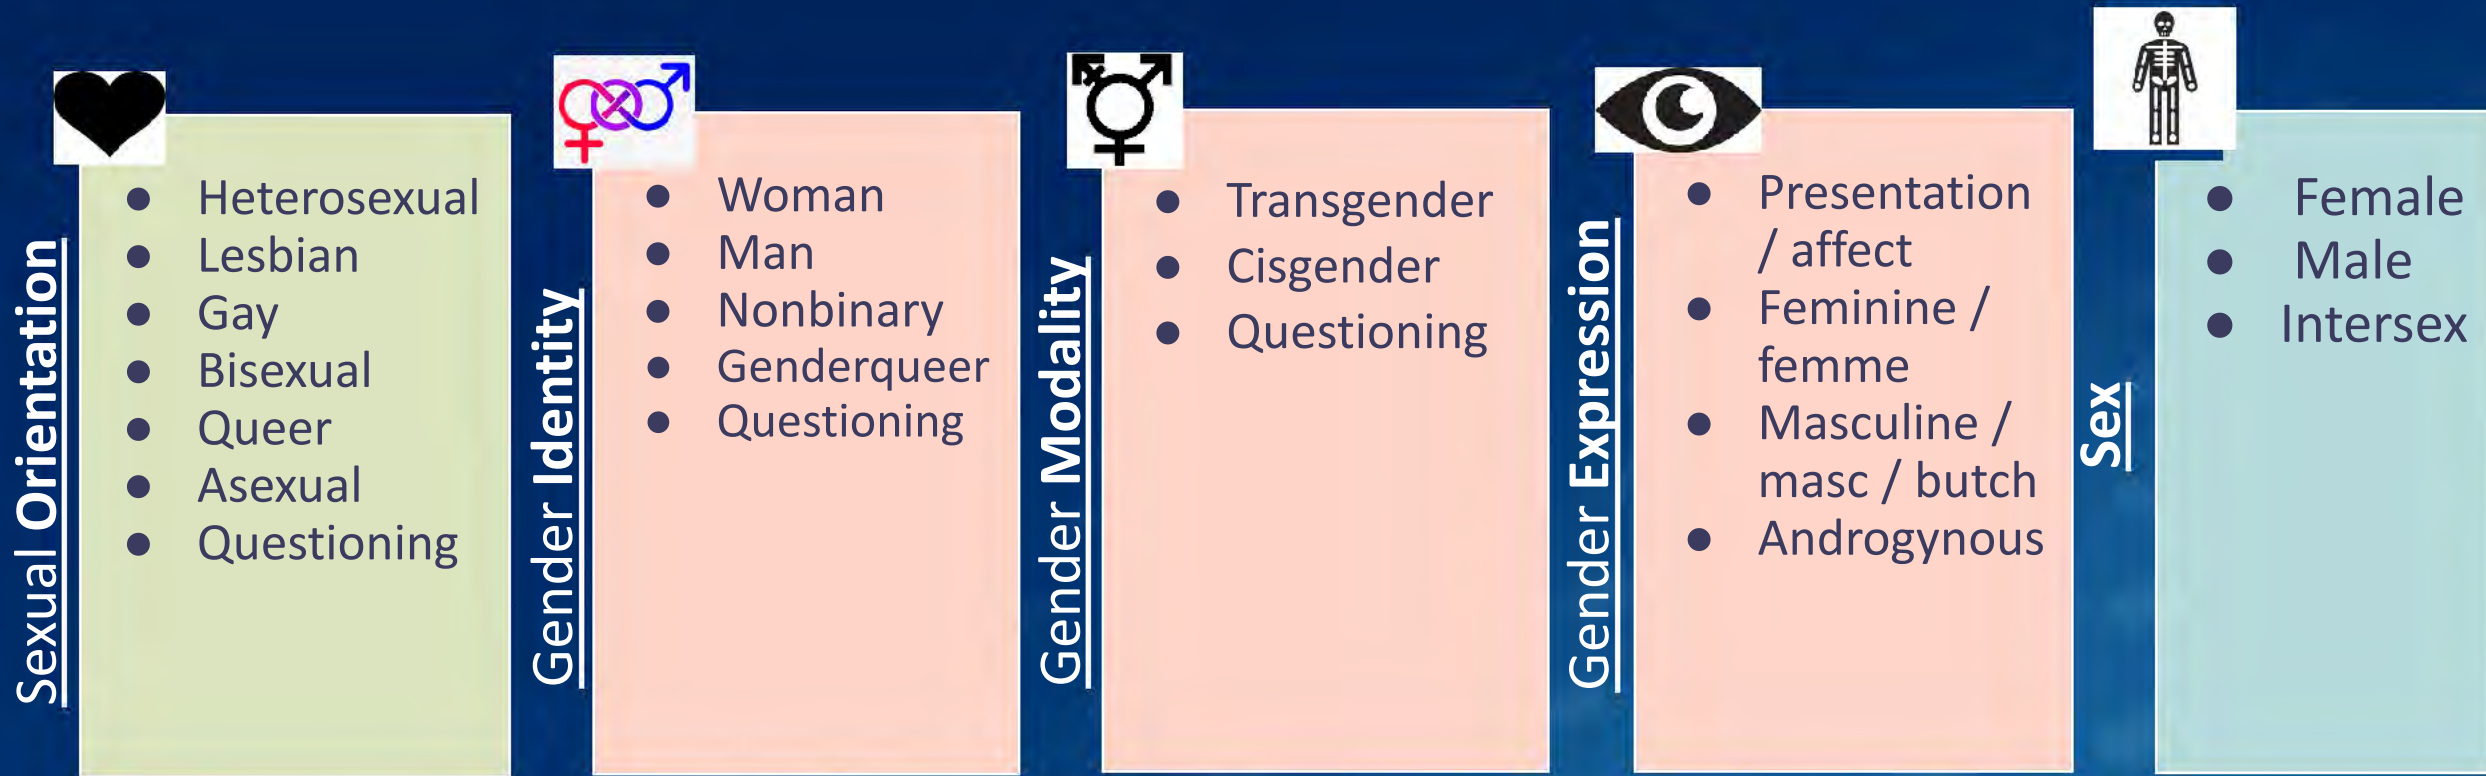 Sexual Orientation
● Heterosexual
● Lesbian
● Gay
● Bisexual
● Queer
● Asexual
● Questioning
Gender Identity
● Woman
● Man
● Nonbinary
● Genderqueer
● Questioning
Gender Modality
● Transgender
● Cisgender
● Questioning
Gender Expression
● Presentation
/ affect
● Feminine /
femme
● Masculine /
masc / butch
● Androgynous
Sex
● Female
● Male
● Intersex